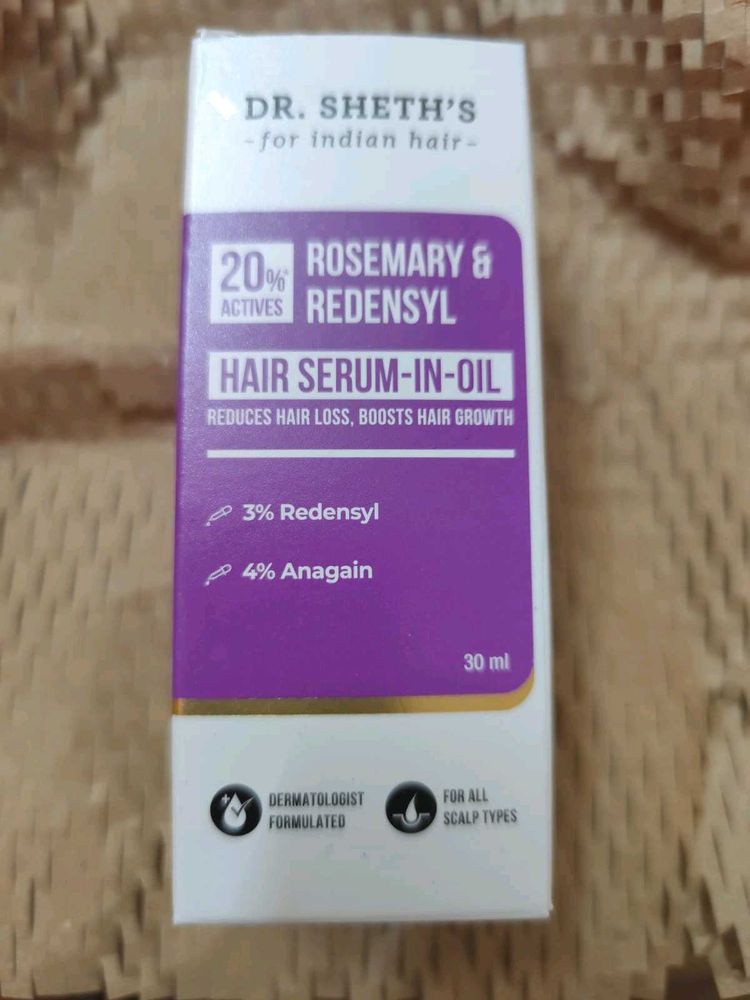 DR. SHETH'S
-for indian hair-
20%*
ACTIVES
ROSEMARY &
REDENSYL
HAIR SERUM-IN-OIL
REDUCES HAIR LOSS, BOOSTS HAIR GROWTH
3% Redensyl
4% Anagain
30 ml
DERMATOLOGIST
FORMULATED
FOR ALL
SCALP TYPES